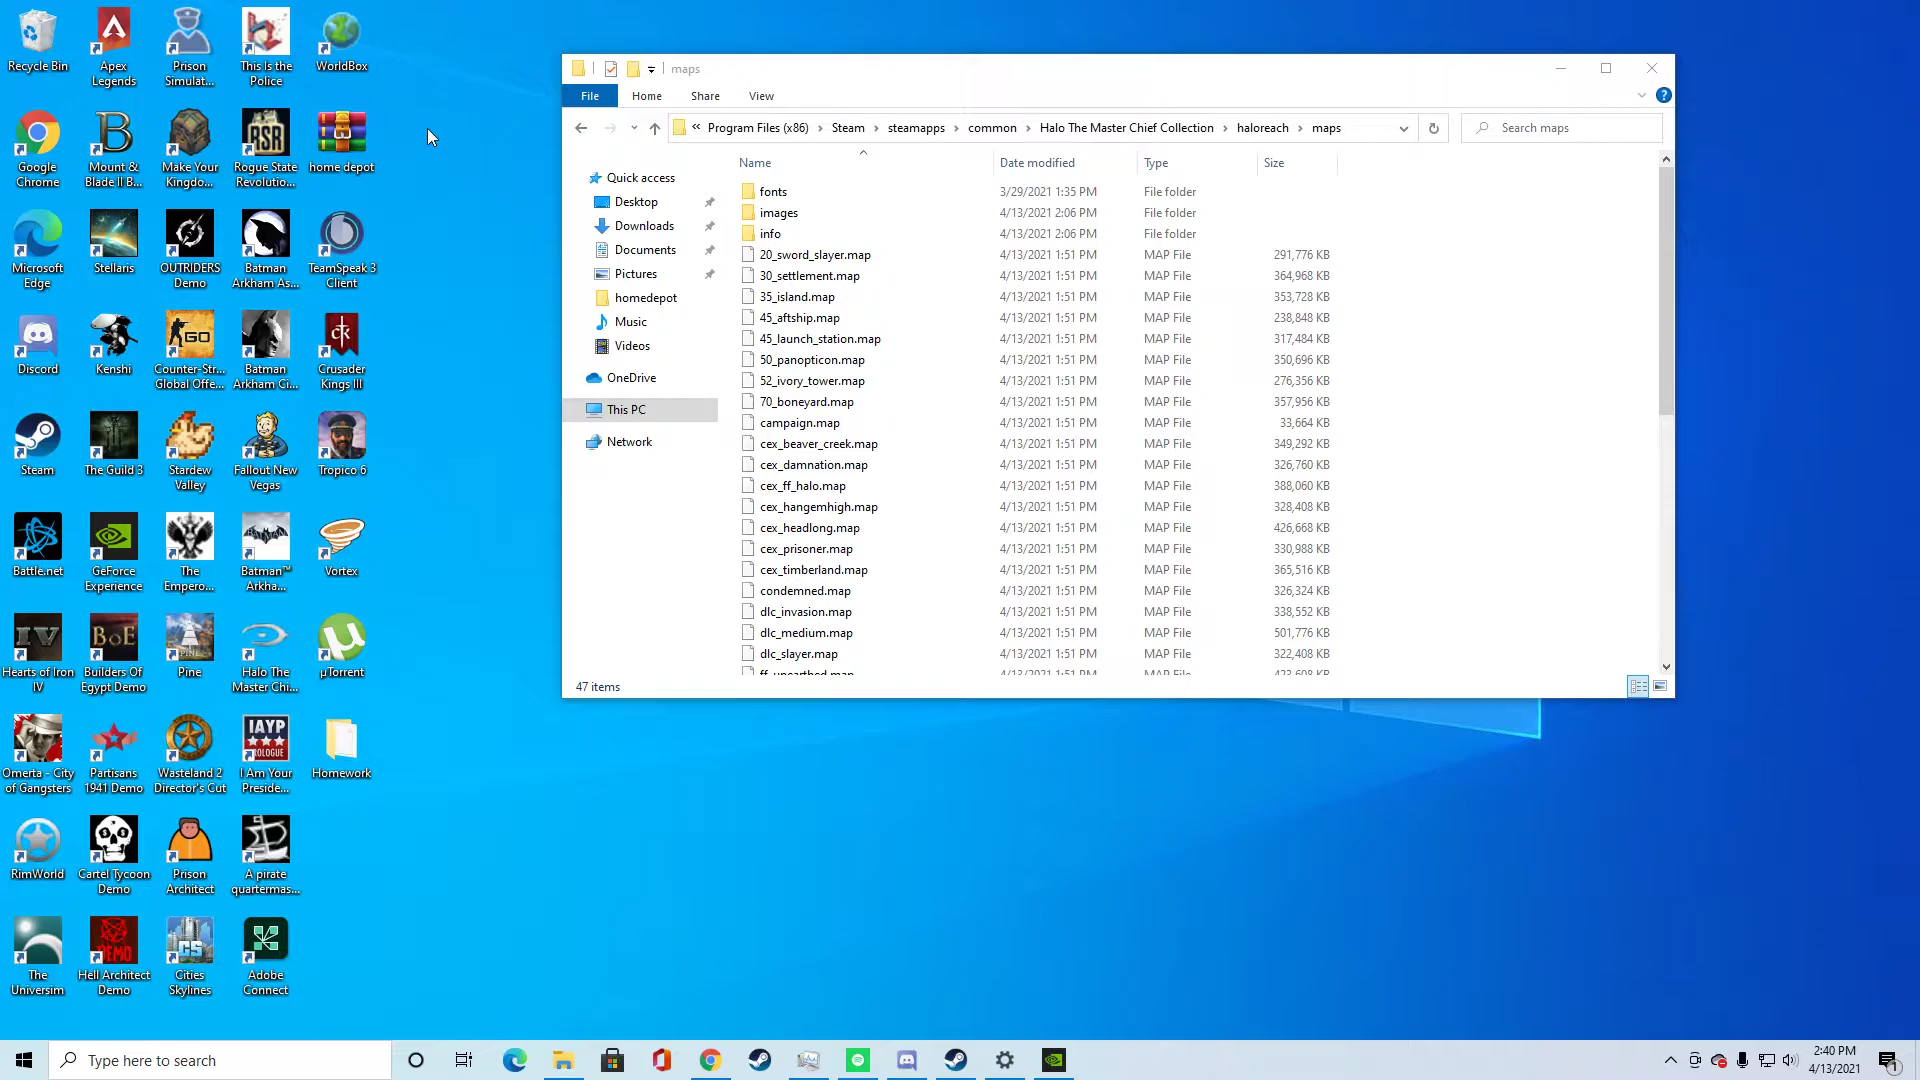 Recycle Bin
Apex
Legends
Prison
Simulat...
This Is the
Police
WorldBox
Google
Chrome
Mount &
Blade II B...
Make Your
Kingdo...
Rogue State
Revolutio...
home depot
Microsoft
Edge
Stellaris
OUTRIDERS
Demo
Batman
Arkham As...
TeamSpeak 3
Client
Discord
Kenshi
Counter-Str...
Global Offe...
Batman
Arkham Ci...
Crusader
Kings III
Steam
The Guild 3
Stardew
Valley
Fallout New
Vegas
Tropico 6
Battle.net
GeForce
Experience
The
Empero...
Batman™
Arkha...
Vortex
Hearts of Iron
IV
Builders Of
Egypt Demo
Pine
Halo The
Master Chi...
µTorrent
Omerta - City
of Gangsters
Partisans
1941 Demo
Wasteland 2
Director's Cut
I Am Your
Preside...
Homework
RimWorld
Cartel Tycoon
Demo
Prison
Architect
A pirate
quartermas...
The
Universim
Hell Architect
Demo
Cities
Skylines
Adobe
Connect
maps
File Home Share View
« Program Files (x86) Steam steamapps common Halo The Master Chief Collection haloreach maps
Search maps
Quick access
Desktop
Downloads
Documents
Pictures
homedepot
Music
Videos
OneDrive
This PC
Network
Name Date modified Type Size
fonts 3/29/2021 1:35 PM File folder
images 4/13/2021 2:06 PM File folder
info 4/13/2021 2:06 PM File folder
20_sword_slayer.map 4/13/2021 1:51 PM MAP File 291,776 KB
30_settlement.map 4/13/2021 1:51 PM MAP File 364,968 KB
35_island.map 4/13/2021 1:51 PM MAP File 353,728 KB
45_aftship.map 4/13/2021 1:51 PM MAP File 238,848 KB
45_launch_station.map 4/13/2021 1:51 PM MAP File 317,484 KB
50_panopticon.map 4/13/2021 1:51 PM MAP File 350,696 KB
52_ivory_tower.map 4/13/2021 1:51 PM MAP File 276,356 KB
70_boneyard.map 4/13/2021 1:51 PM MAP File 357,956 KB
campaign.map 4/13/2021 1:51 PM MAP File 33,664 KB
cex_beaver_creek.map 4/13/2021 1:51 PM MAP File 349,292 KB
cex_damnation.map 4/13/2021 1:51 PM MAP File 326,760 KB
cex_ff_halo.map 4/13/2021 1:51 PM MAP File 388,060 KB
cex_hangemhigh.map 4/13/2021 1:51 PM MAP File 328,408 KB
cex_headlong.map 4/13/2021 1:51 PM MAP File 426,668 KB
cex_prisoner.map 4/13/2021 1:51 PM MAP File 330,988 KB
cex_timberland.map 4/13/2021 1:51 PM MAP File 365,516 KB
condemned.map 4/13/2021 1:51 PM MAP File 326,324 KB
dlc_invasion.map 4/13/2021 1:51 PM MAP File 338,552 KB
dlc_medium.map 4/13/2021 1:51 PM MAP File 501,776 KB
dlc_slayer.map 4/13/2021 1:51 PM MAP File 322,408 KB
ff_unearthed.map 4/13/2021 1:51 PM MAP File 423,608 KB
47 items
Type here to search
2:40 PM
4/13/2021